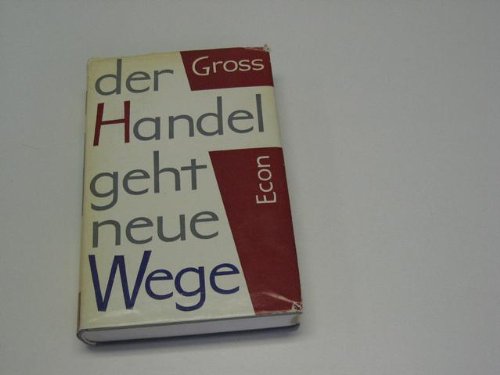 der
Gross
Handel
geht
Econ
neue
Wege